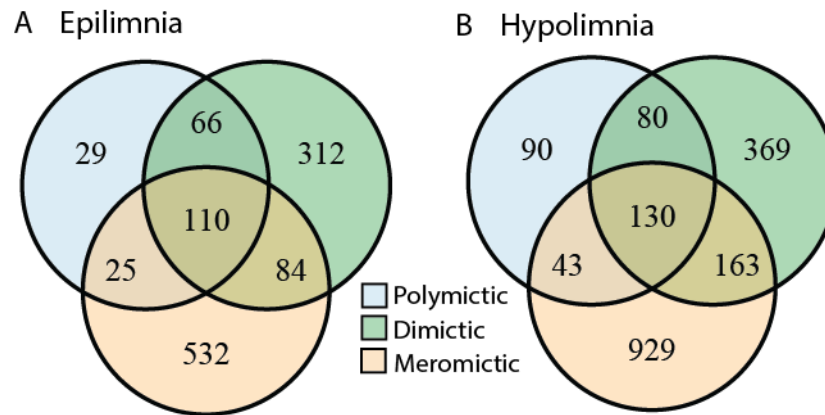 A Epilimnia
29
66
312
110
25
84
532
B Hypolimnia
90
80
369
130
43
163
929
Polymictic
Dimictic
Meromictic